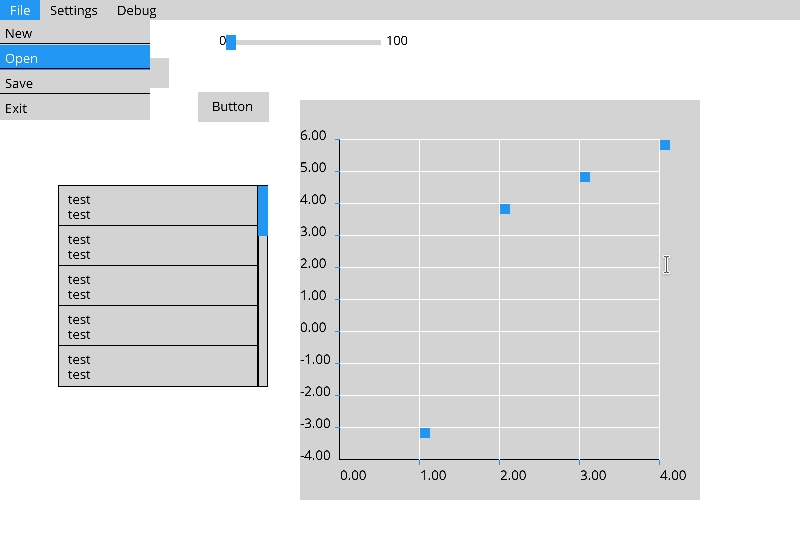 File Settings Debug
New
Open
Save
Exit
0 100
Button
test
test
test
test
test
test
test
test
test
test
6.00
5.00
4.00
3.00
2.00
1.00
0.00
-1.00
-2.00
-3.00
-4.00
0.00 1.00 2.00 3.00 4.00